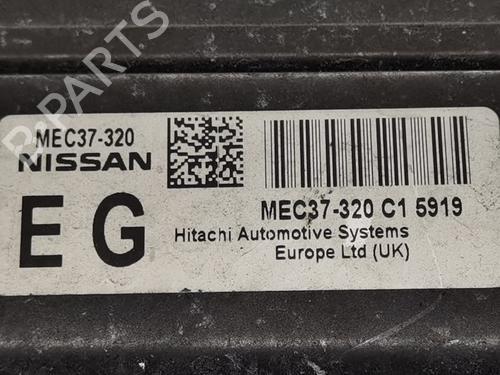 B-PARTS
MEC37-320
NISSAN
EG
MEC37-320 C1 5919
Hitachi Automotive Systems
Europe Ltd (UK)